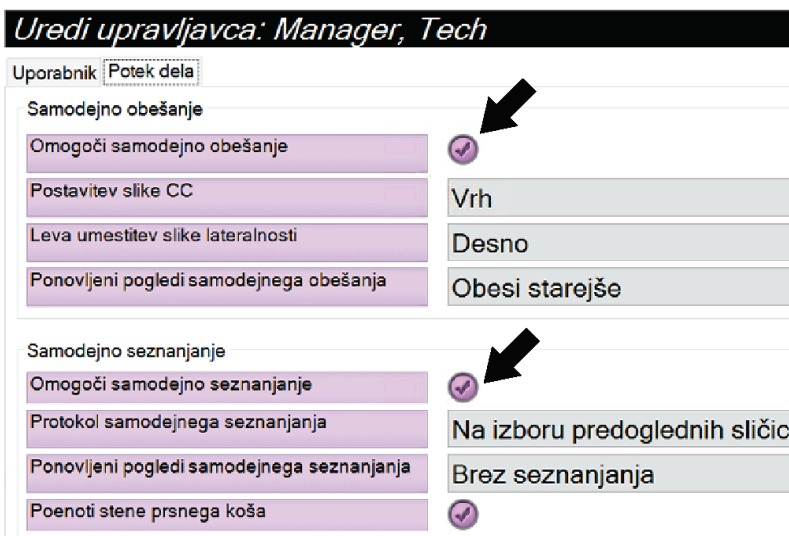 Uredi upravljavca: Manager, Tech
Uporabnik Potek dela
Samodejno obešanje
Omogoči samodejno obešanje
Postavitev slike CC Vrh
Leva umestitev slike lateralnosti Desno
Ponovljeni pogledi samodejnega obešanja Obesi starejše
Samodejno seznanjanje
Omogoči samodejno seznanjanje
Protokol samodejnega seznanjanja Na izboru predoglednih sličic
Ponovljeni pogledi samodejnega seznanjanja Brez seznanjanja
Poenoti stene prsnega koša